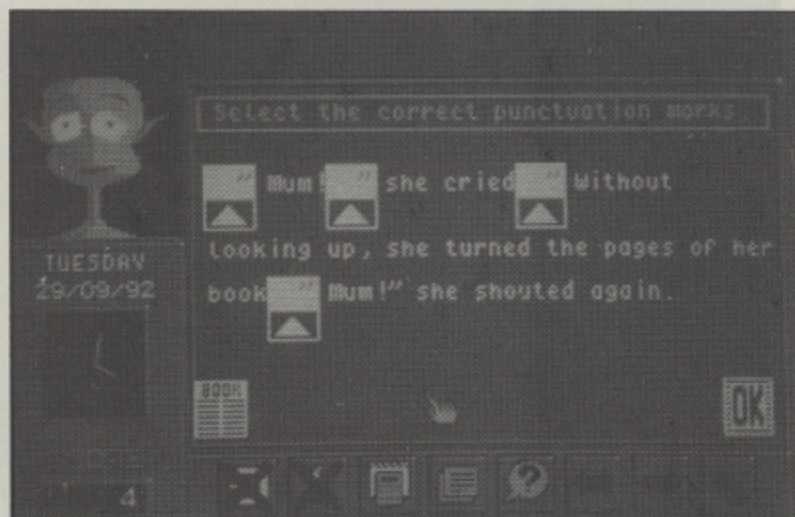 Select the correct punctuation marks.
“ Mum! ” she cried ” Without
looking up, she turned the pages of her
book ” Mum!” she shouted again.
TUESDAY
29/09/92
BOOK
OK
4